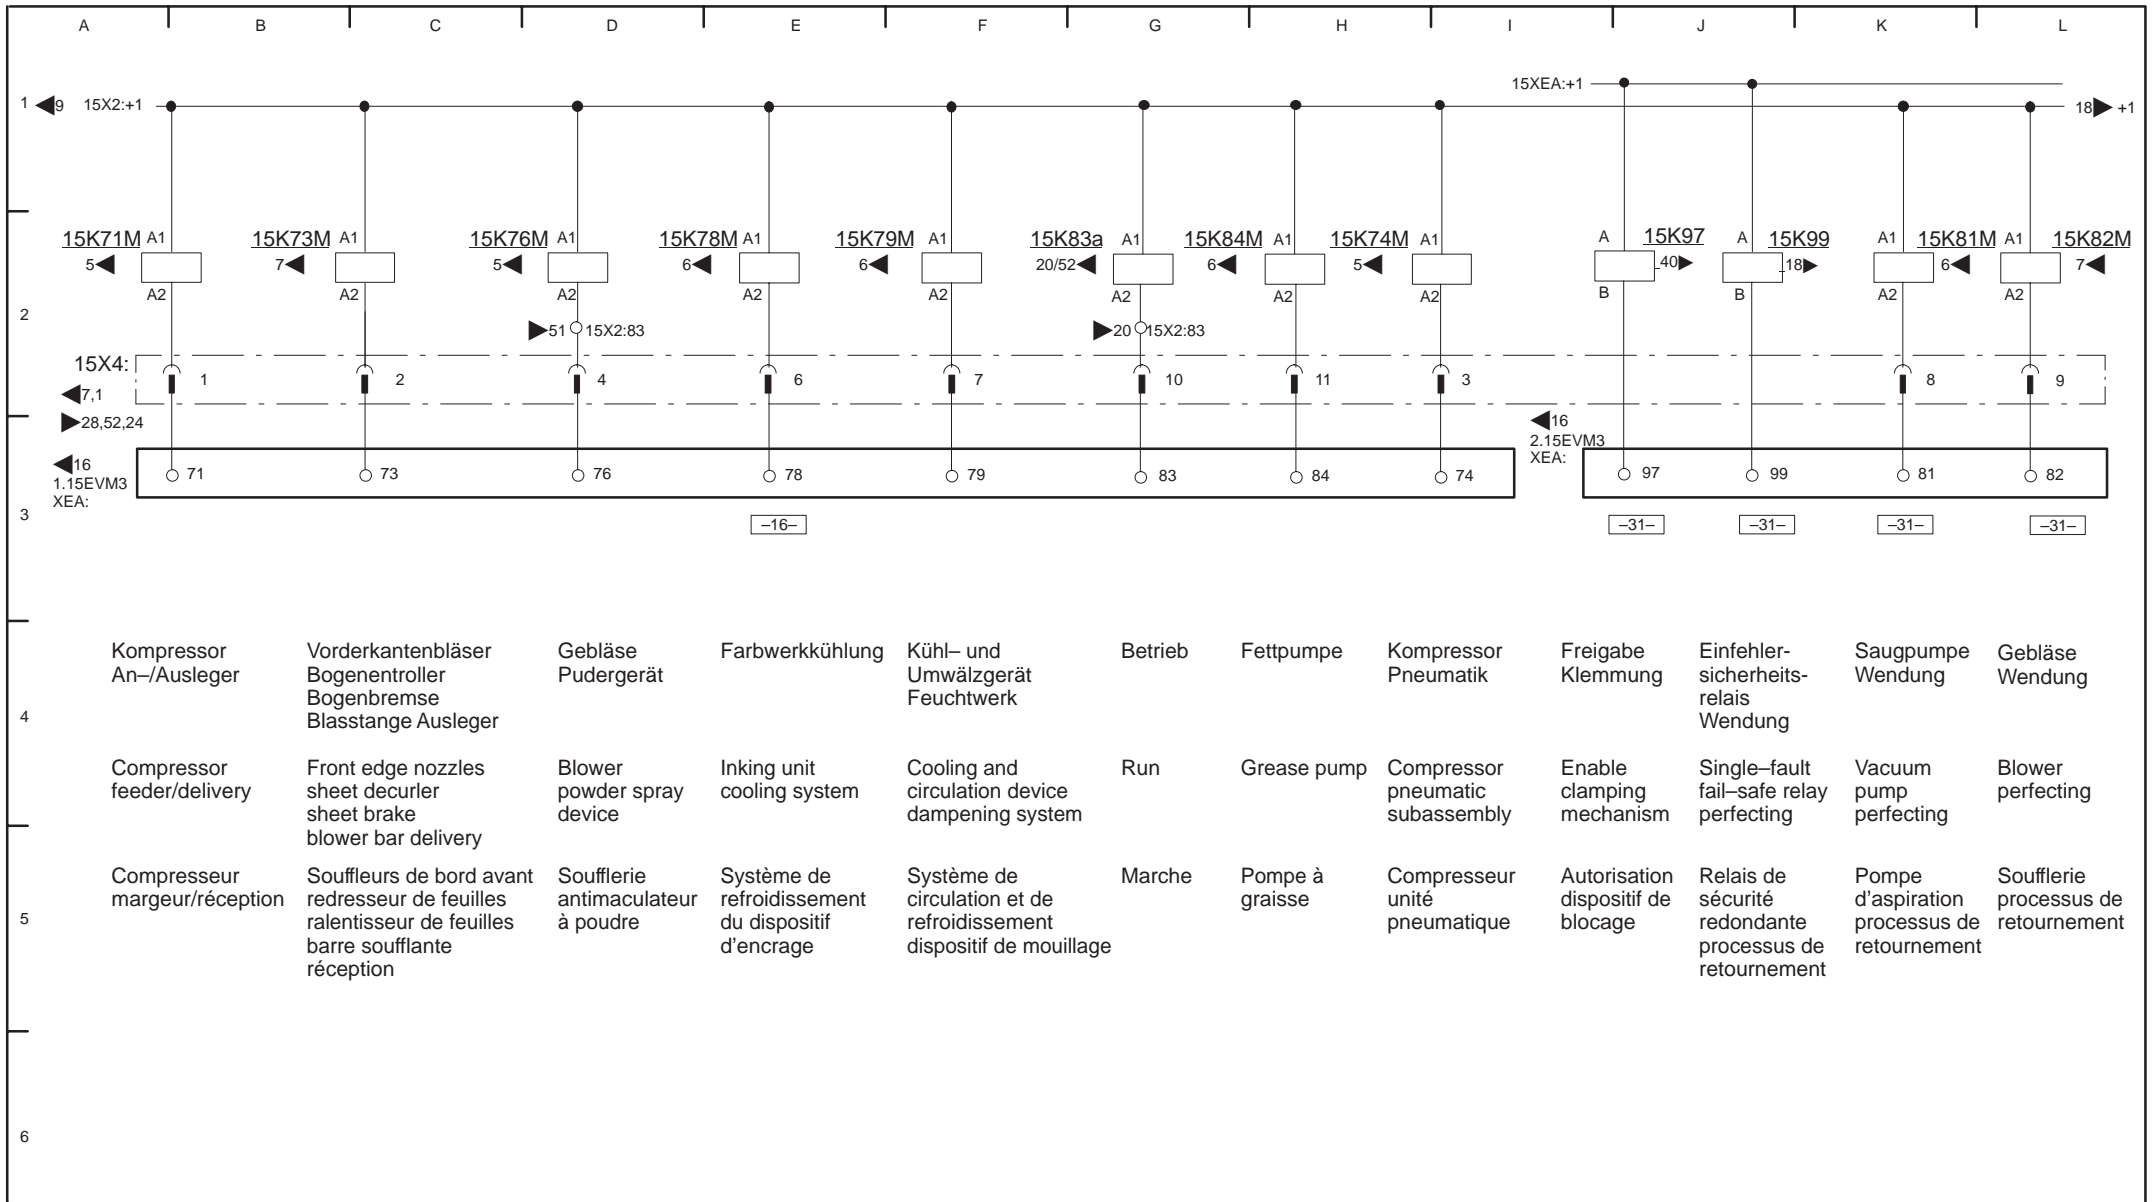 A B C D E F G H I J K L
15XEA:+1
1 9 15X2:+1 18 +1
15K71M A1 15K73M A1 15K76M A1 15K78M A1 15K79M A1 15K83a A1 15K84M A1 15K74M A1 A 15K97 A 15K99 A1 15K81M A1 15K82M
5 7 5 6 6 20/52 6 5 40 18 6 7
A2 A2 A2 A2 A2 A2 A2 A2 B B A2 A2
2
51 15X2:83 20 15X2:83
15X4:
1 2 4 6 7 10 11 3 8 9
7,1
28,52,24
16
1.15EVM3
XEA:
71 73 76 78 79 83 84 74
16
2.15EVM3
XEA:
97 99 81 82
3
–16– –31– –31– –31– –31–
Kompressor
An–/Ausleger
Vorderkantenbläser
Bogenentroller
Bogenbremse
Blasstange Ausleger
Gebläse
Pudergerät
Farbwerkkühlung
Kühl– und
Umwälzgerät
Feuchtwerk
Betrieb
Fettpumpe
Kompressor
Pneumatik
Freigabe
Klemmung
Einfehler-
sicherheits-
relais
Wendung
Saugpumpe
Wendung
Gebläse
Wendung
4
Compressor
feeder/delivery
Front edge nozzles
sheet decurler
sheet brake
blower bar delivery
Blower
powder spray
device
Inking unit
cooling system
Cooling and
circulation device
dampening system
Run
Grease pump
Compressor
pneumatic
subassembly
Enable
clamping
mechanism
Single–fault
fail–safe relay
perfecting
Vacuum
pump
perfecting
Blower
perfecting
5
Compresseur
margeur/réception
Souffleurs de bord avant
redresseur de feuilles
ralentisseur de feuilles
barre soufflante
réception
Soufflerie
antimaculateur
à poudre
Système de
refroidissement
du dispositif
d'encrage
Système de
circulation et de
refroidissement
dispositif de mouillage
Marche
Pompe à
graisse
Compresseur
unité
pneumatique
Autorisation
dispositif de
blocage
Relais de
sécurité
redondante
processus de
retournement
Pompe
d'aspiration
processus de
retournement
Soufflerie
processus de
retournement
6